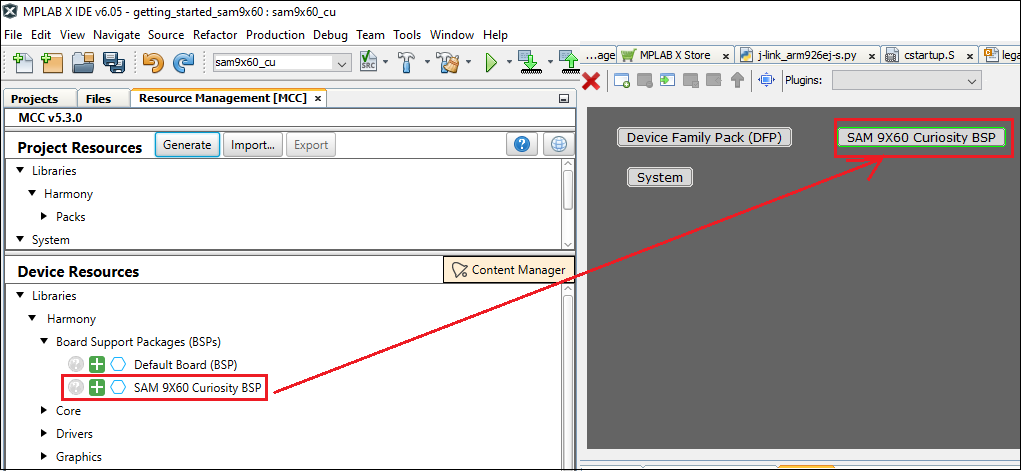 MPLAB X IDE v6.05 - getting_started_sam9x60 : sam9x60_cu
File Edit View Navigate Source Refactor Production Debug Team Tools Window Help
sam9x60_cu
SRC
...age MPLAB X Store x j-link_arm926ej-s.py x cstartup.S x lega
Projects Files Resource Management [MCC] x
Plugins:
MCC v5.3.0
Project Resources Generate Import... Export ?
Libraries
Harmony
Packs
System
Device Family Pack (DFP) SAM 9X60 Curiosity BSP
System
Device Resources Content Manager
Libraries
Harmony
Board Support Packages (BSPs)
? Default Board (BSP)
? SAM 9X60 Curiosity BSP
Core
Drivers
Graphics